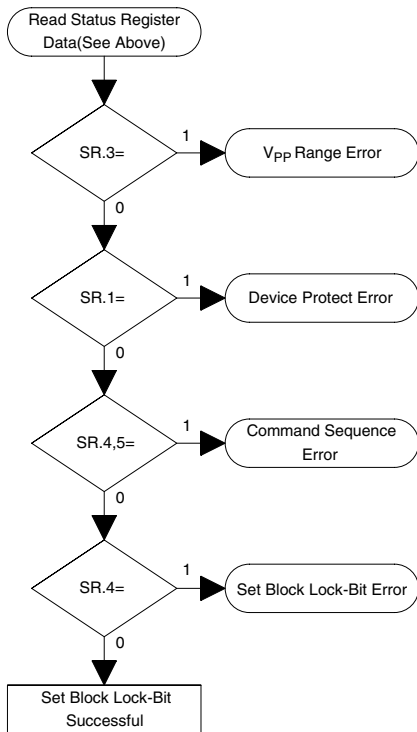 Read Status Register
Data(See Above)
SR.3=
1
VPP Range Error
0
SR.1=
1
Device Protect Error
0
SR.4,5=
1
Command Sequence
Error
0
SR.4=
1
Set Block Lock-Bit Error
0
Set Block Lock-Bit
Successful